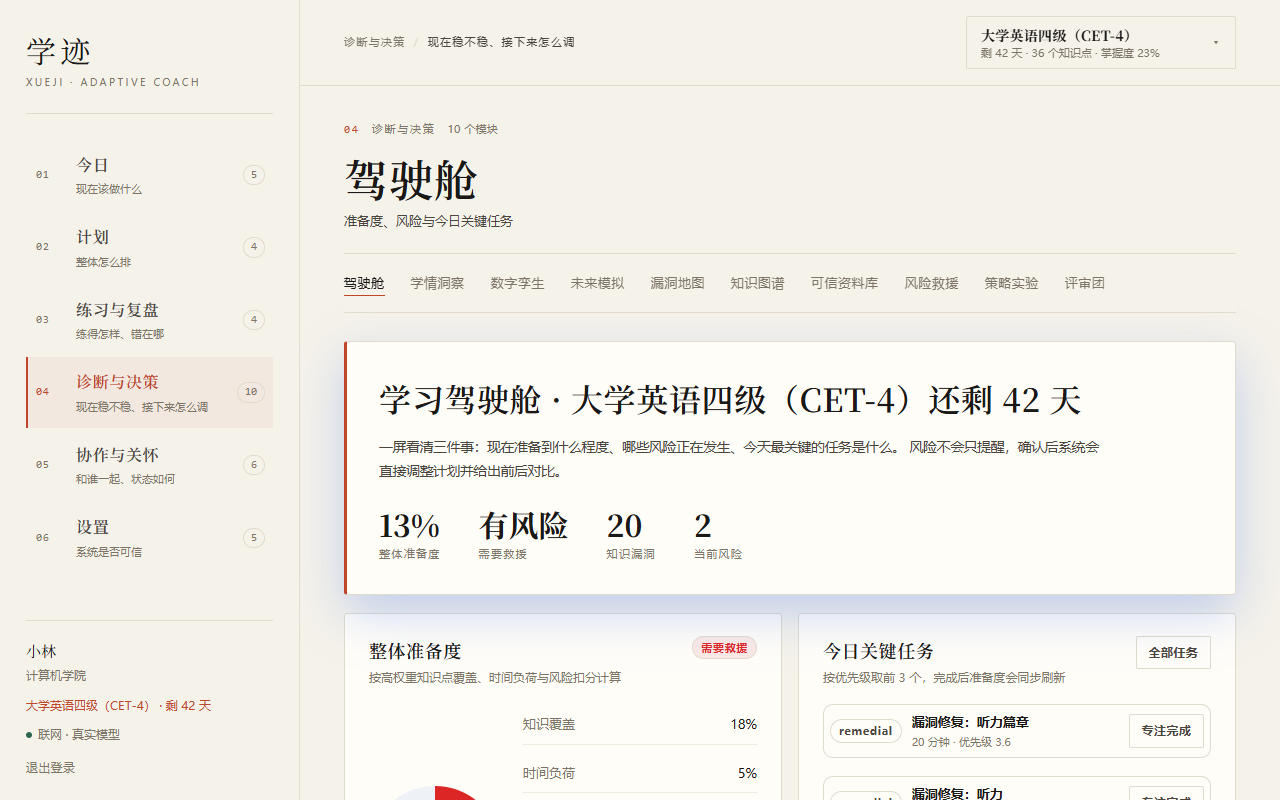 学迹
XUEJI · ADAPTIVE COACH
01
今日
现在该做什么
5
02
计划
整体怎么排
4
03
练习与复盘
练得怎样、错在哪
4
04
诊断与决策
现在稳不稳、接下来怎么调
10
05
协作与关怀
和谁一起、状态如何
6
06
设置
系统是否可信
5
小林
计算机学院
大学英语四级（CET-4） · 剩 42 天
联网 · 真实模型
退出登录
诊断与决策 / 现在稳不稳、接下来怎么调
大学英语四级（CET-4）
剩 42 天 · 36 个知识点 · 掌握度 23%
04 诊断与决策 10 个模块
驾驶舱
准备度、风险与今日关键任务
驾驶舱 学情洞察 数字孪生 未来模拟 漏洞地图 知识图谱 可信资料库 风险救援 策略实验 评审团
学习驾驶舱 · 大学英语四级（CET-4）还剩 42 天
一屏看清三件事：现在准备到什么程度、哪些风险正在发生、今天最关键的任务是什么。 风险不会只提醒，确认后系统会
直接调整计划并给出前后对比。
13% 有风险 20 2
整体准备度 需要救援 知识漏洞 当前风险
整体准备度
需要救援
按高权重知识点覆盖、时间负荷与风险扣分计算
知识覆盖 18%
时间负荷 5%
今日关键任务
全部任务
按优先级取前 3 个，完成后准备度会同步刷新
remedial
漏洞修复：听力篇章
20 分钟 · 优先级 3.6
专注完成
漏洞修复：听力